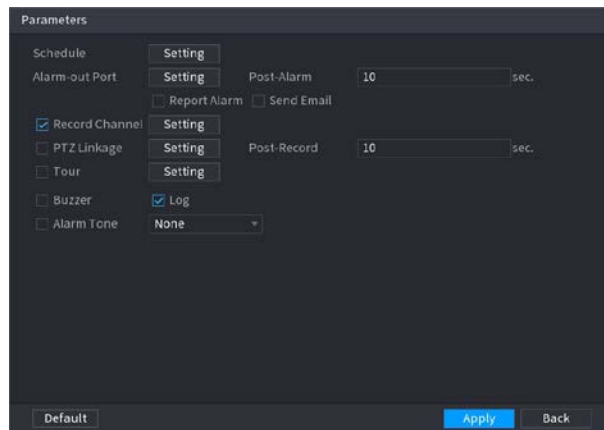 Parameters
Schedule Setting
Alarm-out Port Setting Post-Alarm 10 sec.
Report Alarm Send Email
Record Channel Setting
PTZ Linkage Setting Post-Record 10 sec.
Tour Setting
Buzzer Log
Alarm Tone None
Default Apply Back